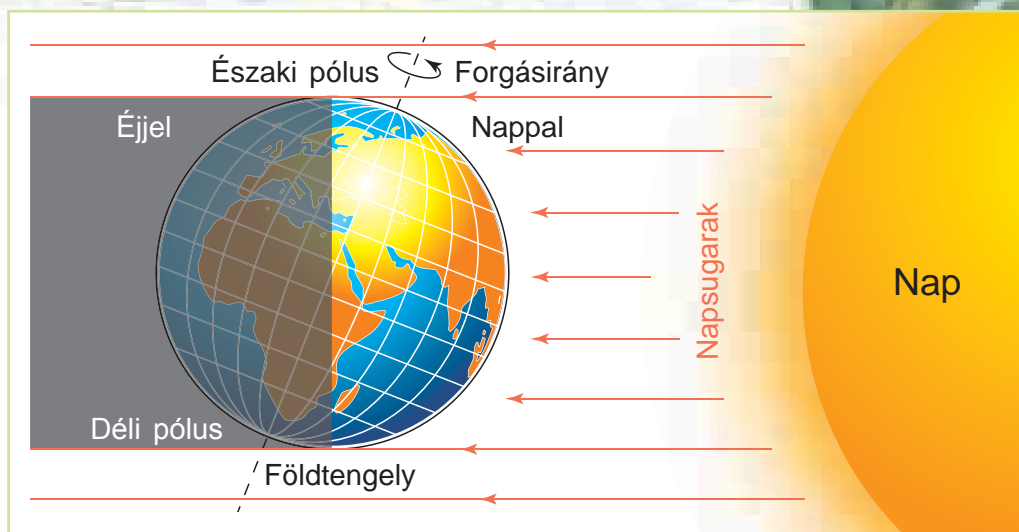 Északi pólus
Forgásirány
Éjjel
Nappal
Napsugarak
Nap
Déli pólus
Földtengely